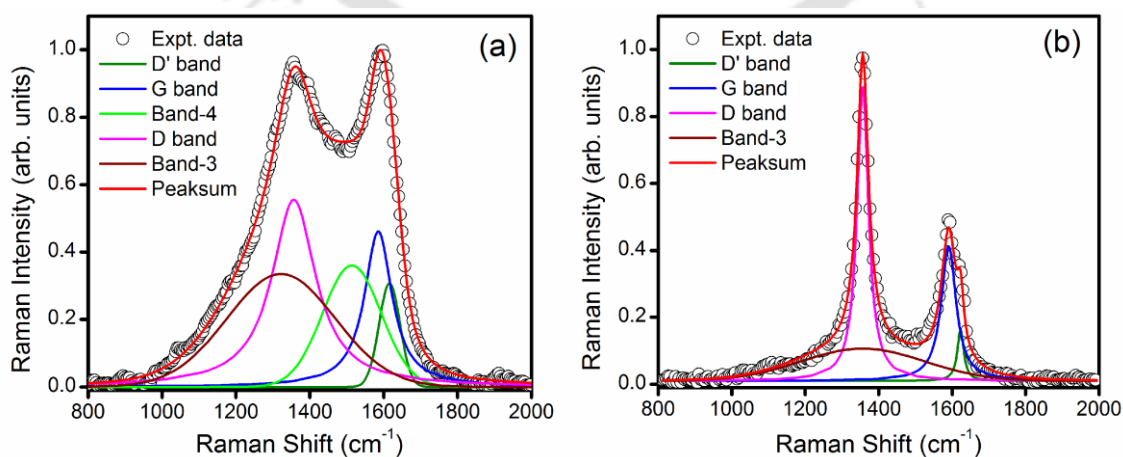 (a)
Expt. data
D' band
G band
Band-4
D band
Band-3
Peaksum
Raman Intensity (arb. units)
1.0
0.8
0.6
0.4
0.2
0.0
800 1000 1200 1400 1600 1800 2000
Raman Shift (cm⁻¹)
(b)
Expt. data
D' band
G band
D band
Band-3
Peaksum
Raman Intensity (arb. units)
1.0
0.8
0.6
0.4
0.2
0.0
800 1000 1200 1400 1600 1800 2000
Raman Shift (cm⁻¹)